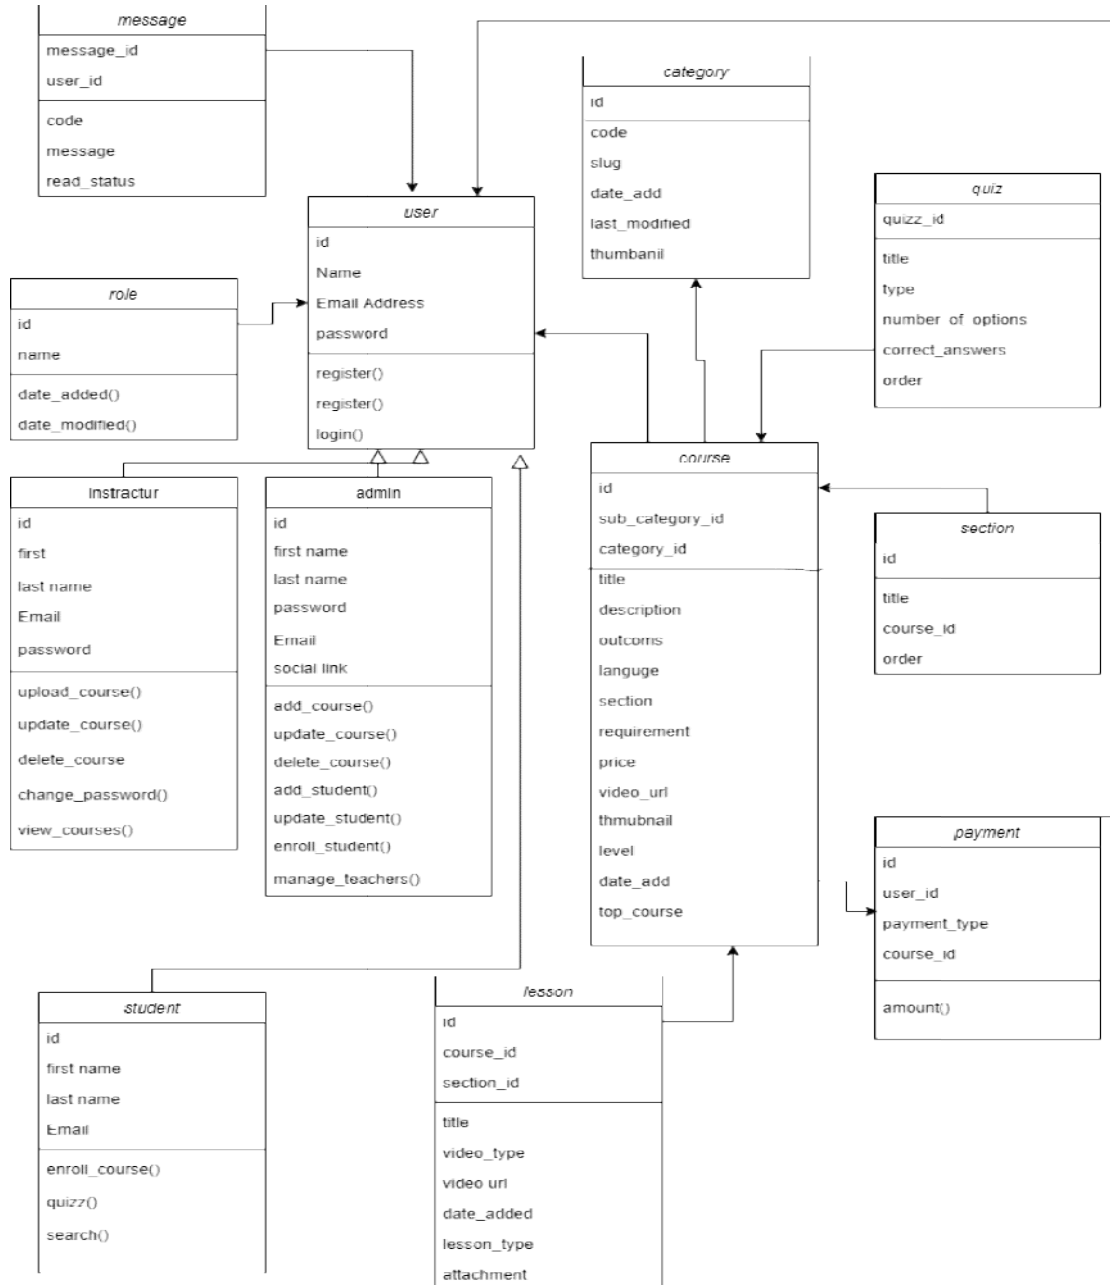 message
message_id
user_id
code
message
read_status
category
id
code
slug
date_add
last_modified
thumbanil
quiz
quizz_id
title
type
number_of_options
correct_answers
order
user
id
Name
Email Address
password
register()
register()
login()
role
id
name
date_added()
date_modified()
instractur
id
first
last name
Email
password
upload_course()
update_course()
delete_course
change_password()
view_courses()
admin
id
first name
last name
password
Email
social link
add_course()
update_course()
delete_course()
add_student()
update_student()
enroll_student()
manage_teachers()
course
id
sub_category_id
category_id
title
description
outcoms
languge
section
requirement
price
video_url
thmubnail
level
date_add
top_course
section
id
title
course_id
order
payment
id
user_id
payment_type
course_id
amount()
student
id
first name
last name
Email
enroll_course()
quizz()
search()
lesson
id
course_id
section_id
title
video_type
video url
date_added
lesson_type
attachment